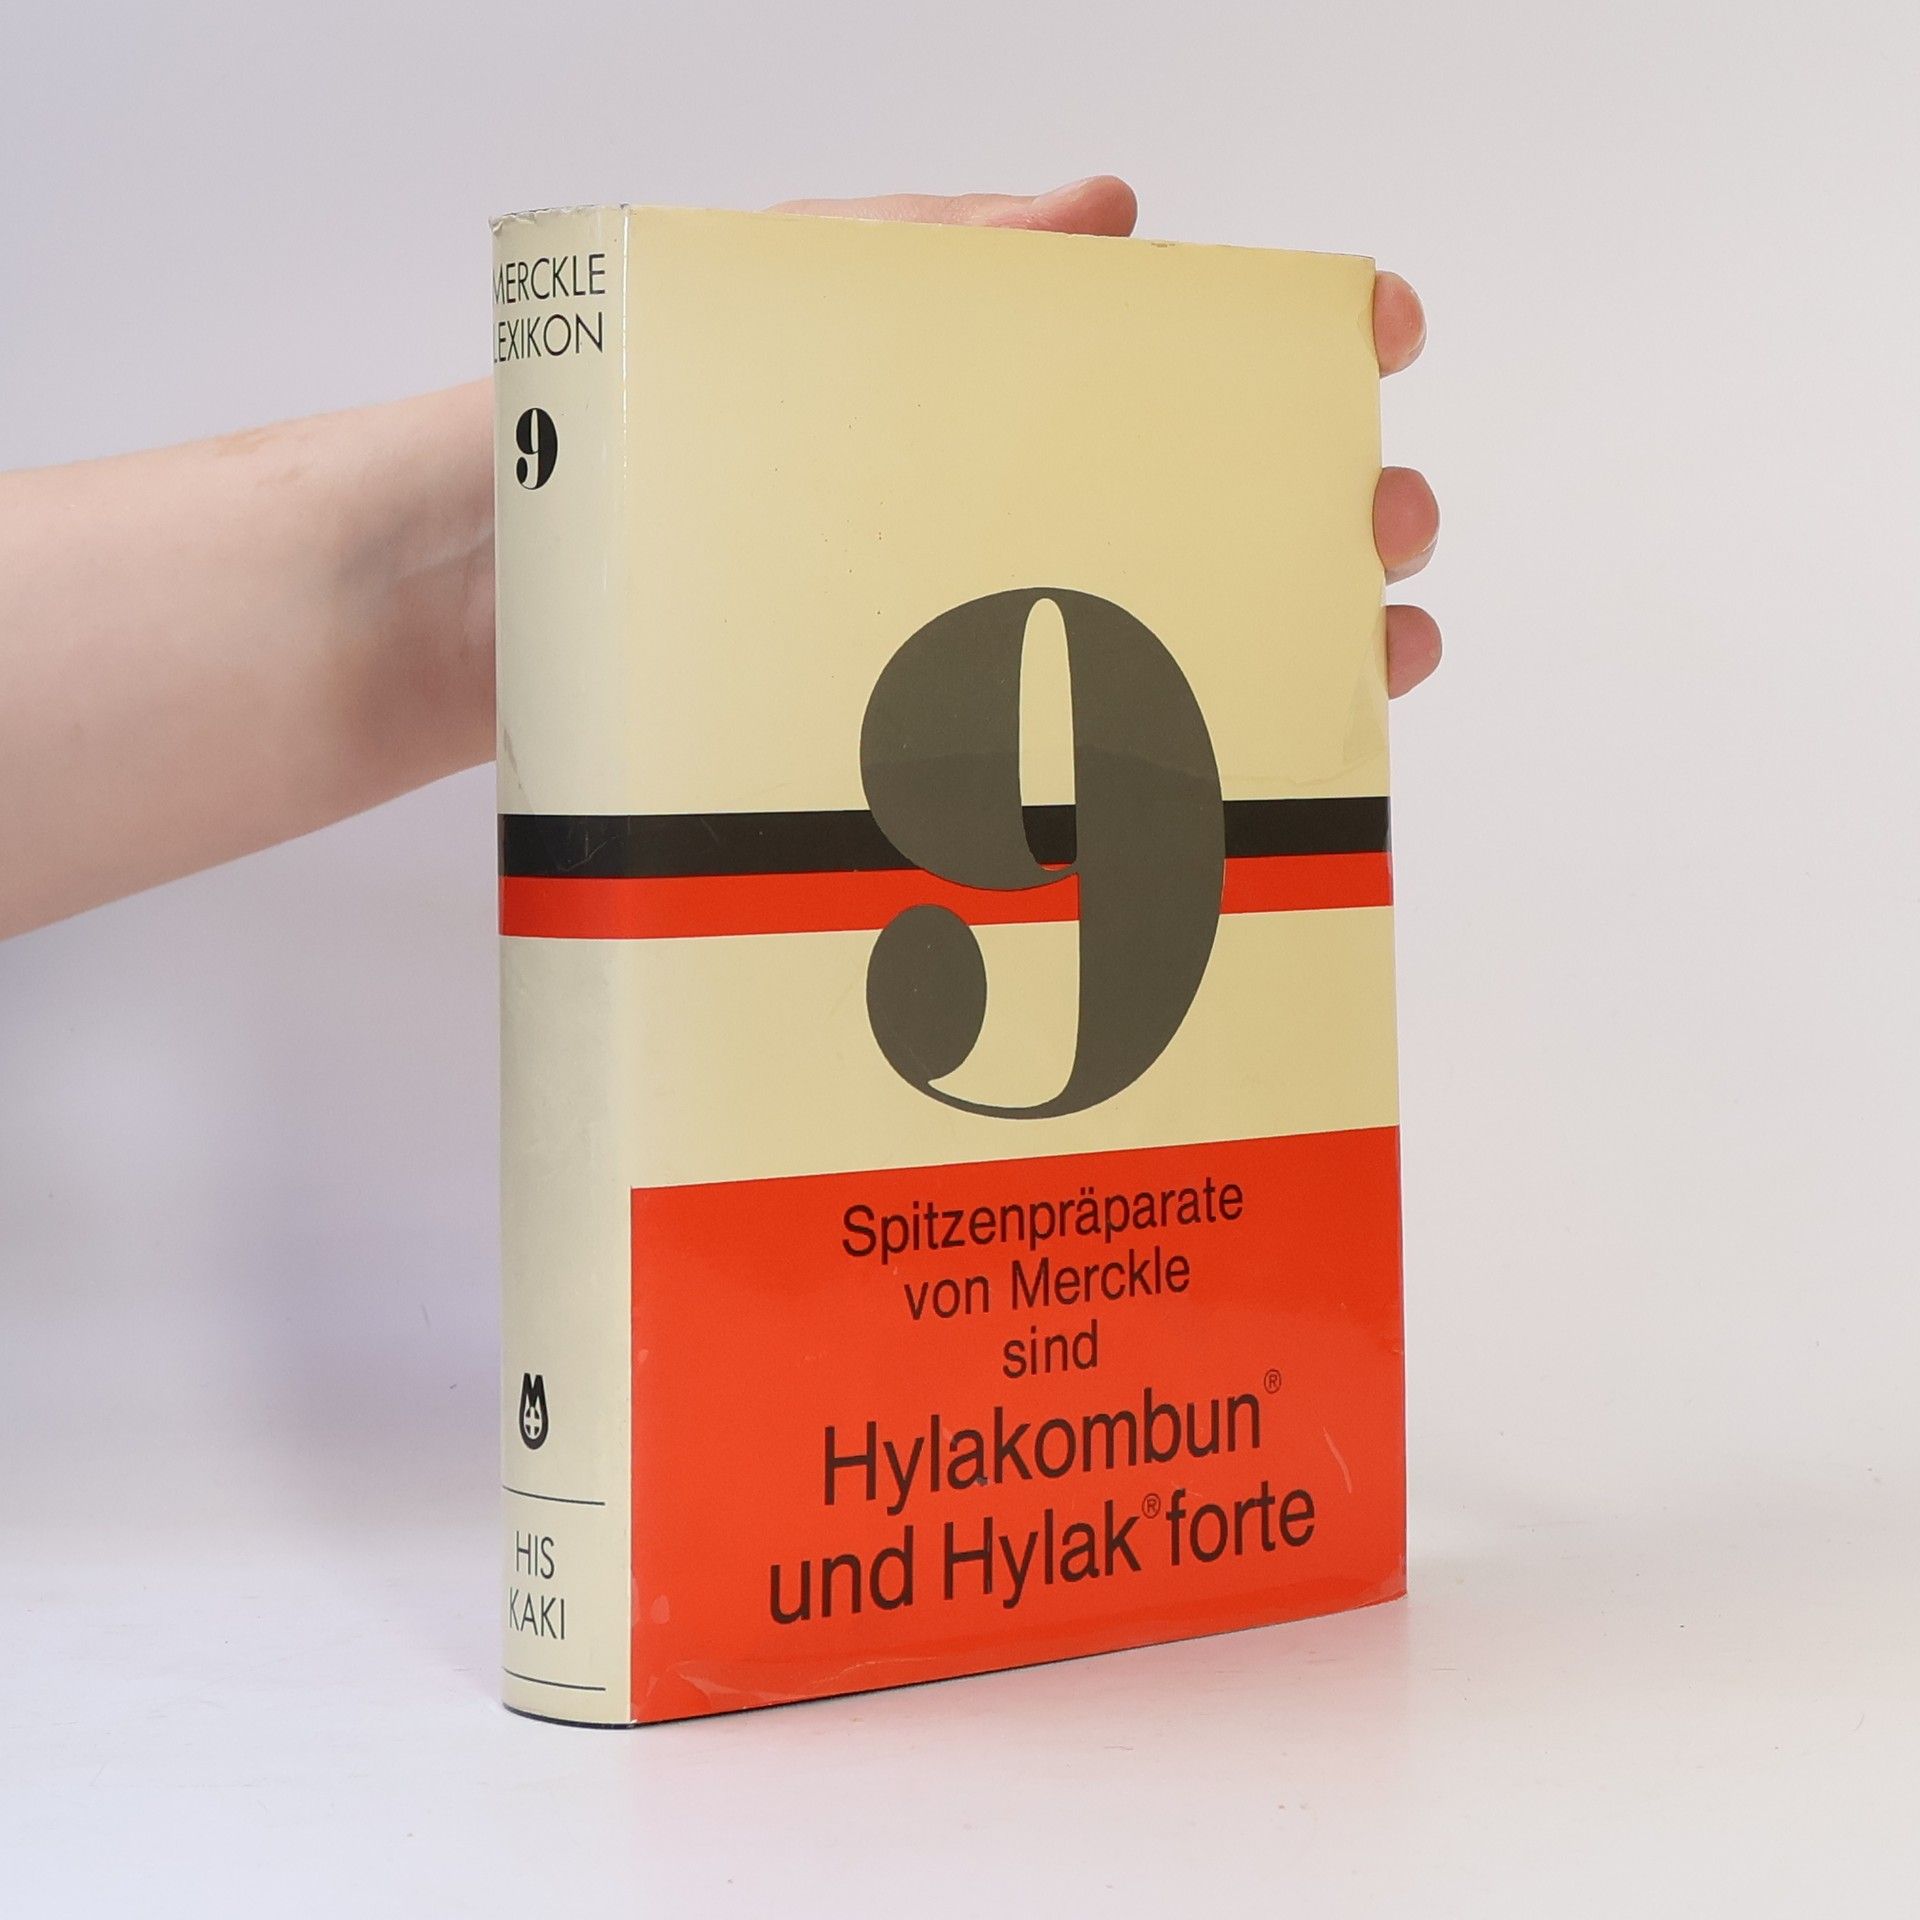 MERCKLE
LEXIKON
9
HIS
KAKI
9
Spitzenpräparate
von Merckle
sind
Hylakombun®
und Hylak® forte